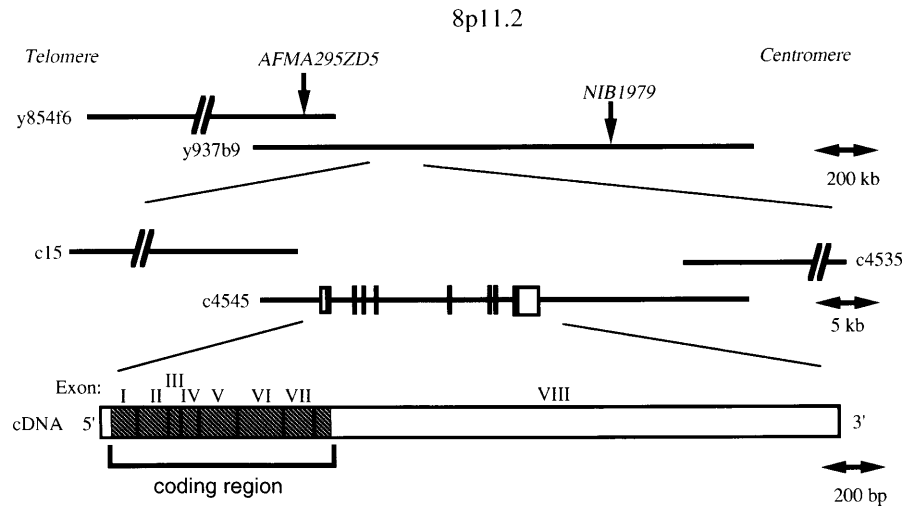 8p11.2
Telomere
AFMA295ZD5
Centromere
NIB1979
y854f6
y937b9
200 kb
c15
c4535
c4545
5 kb
Exon:
I
II
III
IV
V
VI
VII
VIII
cDNA
5'
3'
coding region
200 bp